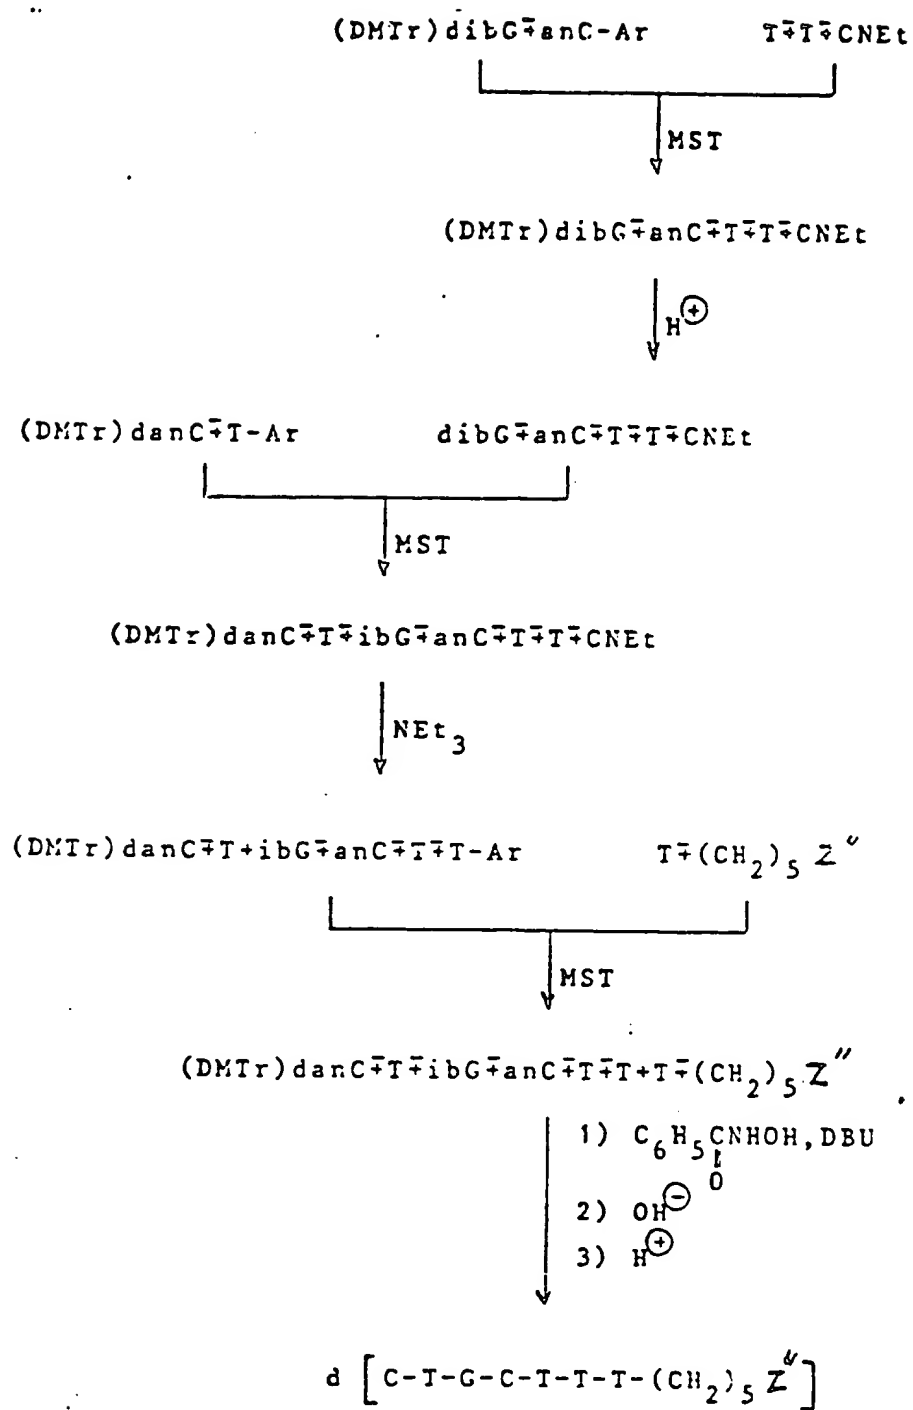 (DMTr)dibG∓anC-Ar T∓T∓CNEt
MST
(DMTr)dibG∓anC∓T∓T∓CNEt
H⊕
(DMTr)danC∓T-Ar dibG∓anC∓T∓T∓CNEt
MST
(DMTr)danC∓T∓ibG∓anC∓T∓T∓CNEt
NEt3
(DMTr)danC∓T+ibG∓anC∓T∓T-Ar T∓(CH2)5 Z"
MST
(DMTr)danC∓T∓ibG∓anC∓T∓T+T∓(CH2)5 Z"
1) C6H5CNHOH, DBU
O
2) OH⊖
3) H⊕
d [C-T-G-C-T-T-T-(CH2)5 Z"]